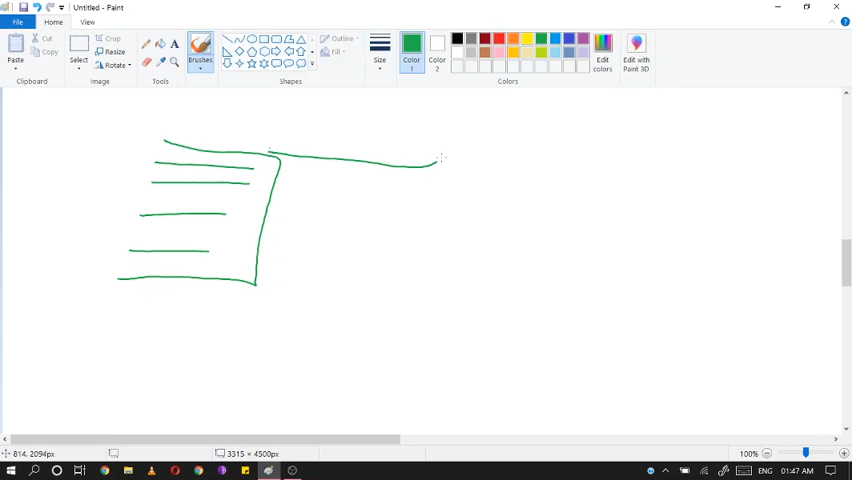 Untitled - Paint
File Home View
Paste
Cut
Copy
Clipboard
Select
Crop
Resize
Rotate
Image
A
Tools
Brushes
Outline
Fill
Shapes
Size
Color 1
Color 2
Colors
Edit colors
Edit with Paint 3D
814, 2094px
3315 × 4500px
100%
ENG 01:47 AM